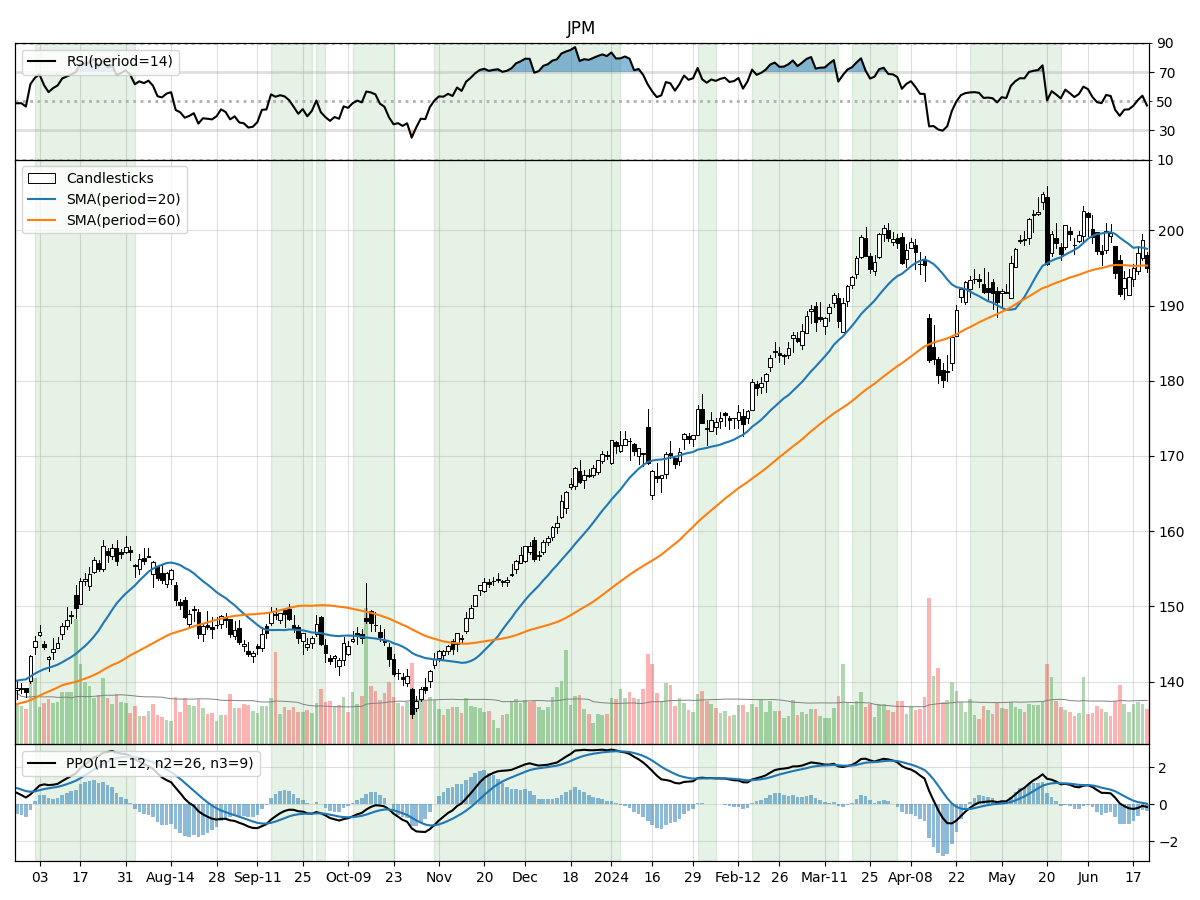 JPM
RSI(period=14)
90
70
50
30
10
Candlesticks
SMA(period=20)
SMA(period=60)
200
190
180
170
160
150
140
PPO(n1=12, n2=26, n3=9)
2
0
−2
03 17 31 Aug-14 28 Sep-11 25 Oct-09 23 Nov 20 Dec 18 2024 16 29 Feb-12 26 Mar-11 25 Apr-08 22 May 20 Jun 17